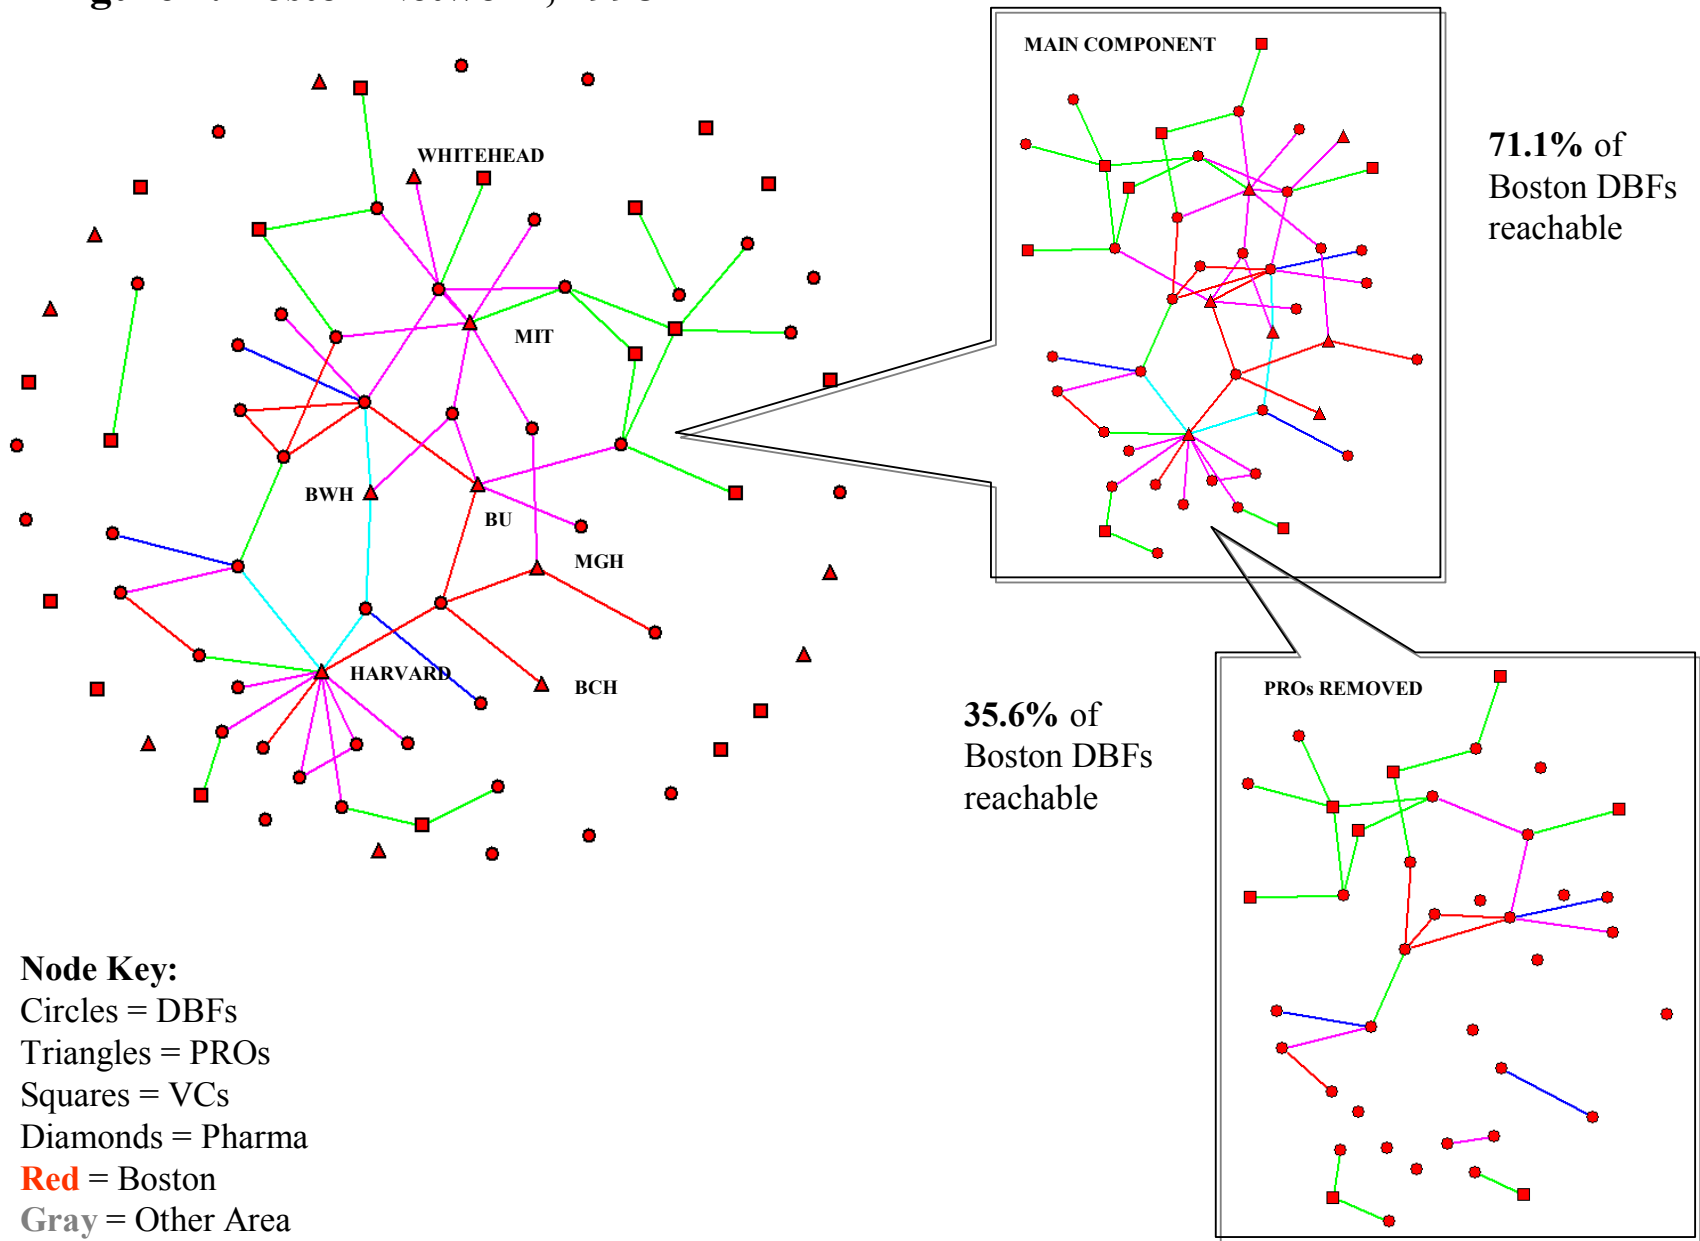 MAIN COMPONENT
WHITEHEAD
71.1% of
Boston DBFs
reachable
MIT
BWH
BU
MGH
HARVARD
BCH
35.6% of
Boston DBFs
reachable
PROs REMOVED
Node Key:
Circles = DBFs
Triangles = PROs
Squares = VCs
Diamonds = Pharma
Red = Boston
Gray = Other Area